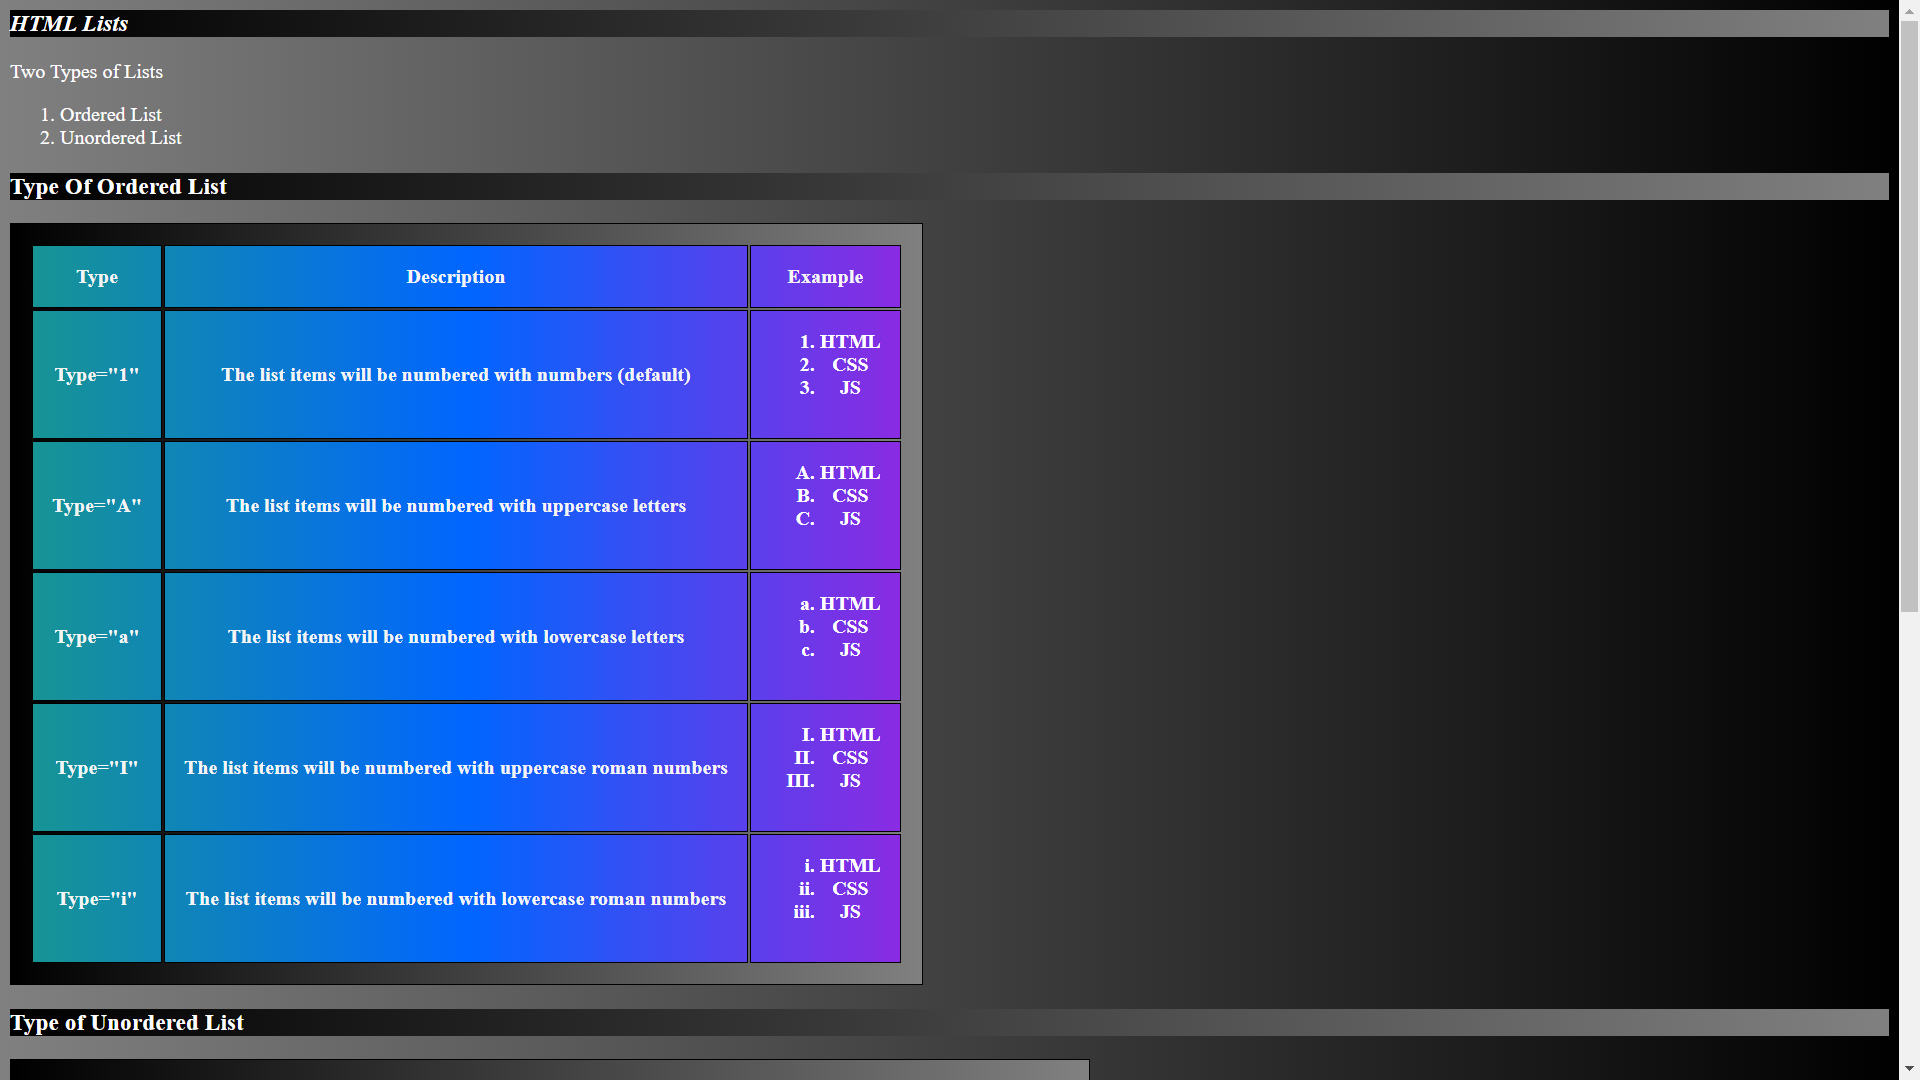 HTML Lists
Two Types of Lists
1. Ordered List
2. Unordered List
Type Of Ordered List
Type Description Example
Type="1" The list items will be numbered with numbers (default)
1. HTML
2. CSS
3. JS
Type="A" The list items will be numbered with uppercase letters
A. HTML
B. CSS
C. JS
Type="a" The list items will be numbered with lowercase letters
a. HTML
b. CSS
c. JS
Type="I" The list items will be numbered with uppercase roman numbers
I. HTML
II. CSS
III. JS
Type="i" The list items will be numbered with lowercase roman numbers
i. HTML
ii. CSS
iii. JS
Type of Unordered List